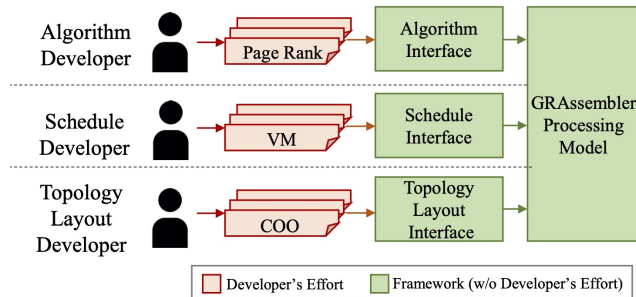 Algorithm
Developer
Page Rank
Algorithm
Interface
GRAssembler
Processing
Model
Schedule
Developer
VM
Schedule
Interface
Topology
Layout
Developer
COO
Topology
Layout
Interface
Developer's Effort
Framework (w/o Developer's Effort)